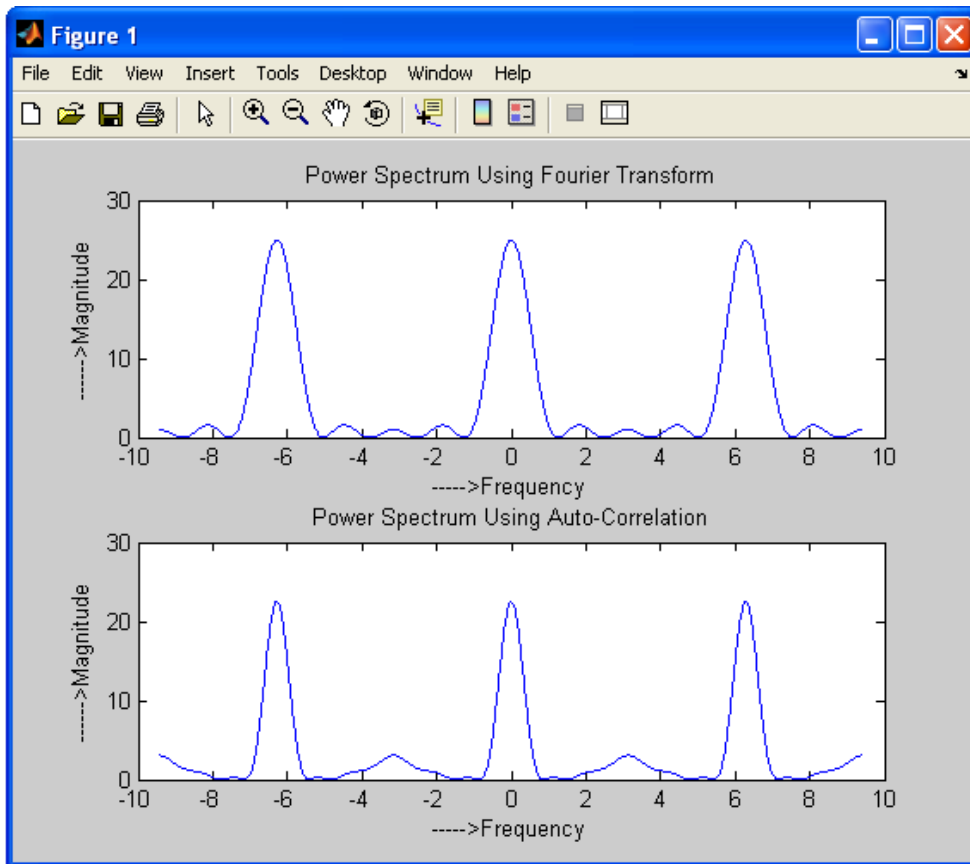 Figure 1
File Edit View Insert Tools Desktop Window Help
Power Spectrum Using Fourier Transform
30
20
10
0
----->Magnitude
-10 -8 -6 -4 -2 0 2 4 6 8 10
----->Frequency
Power Spectrum Using Auto-Correlation
30
20
10
0
----->Magnitude
-10 -8 -6 -4 -2 0 2 4 6 8 10
----->Frequency